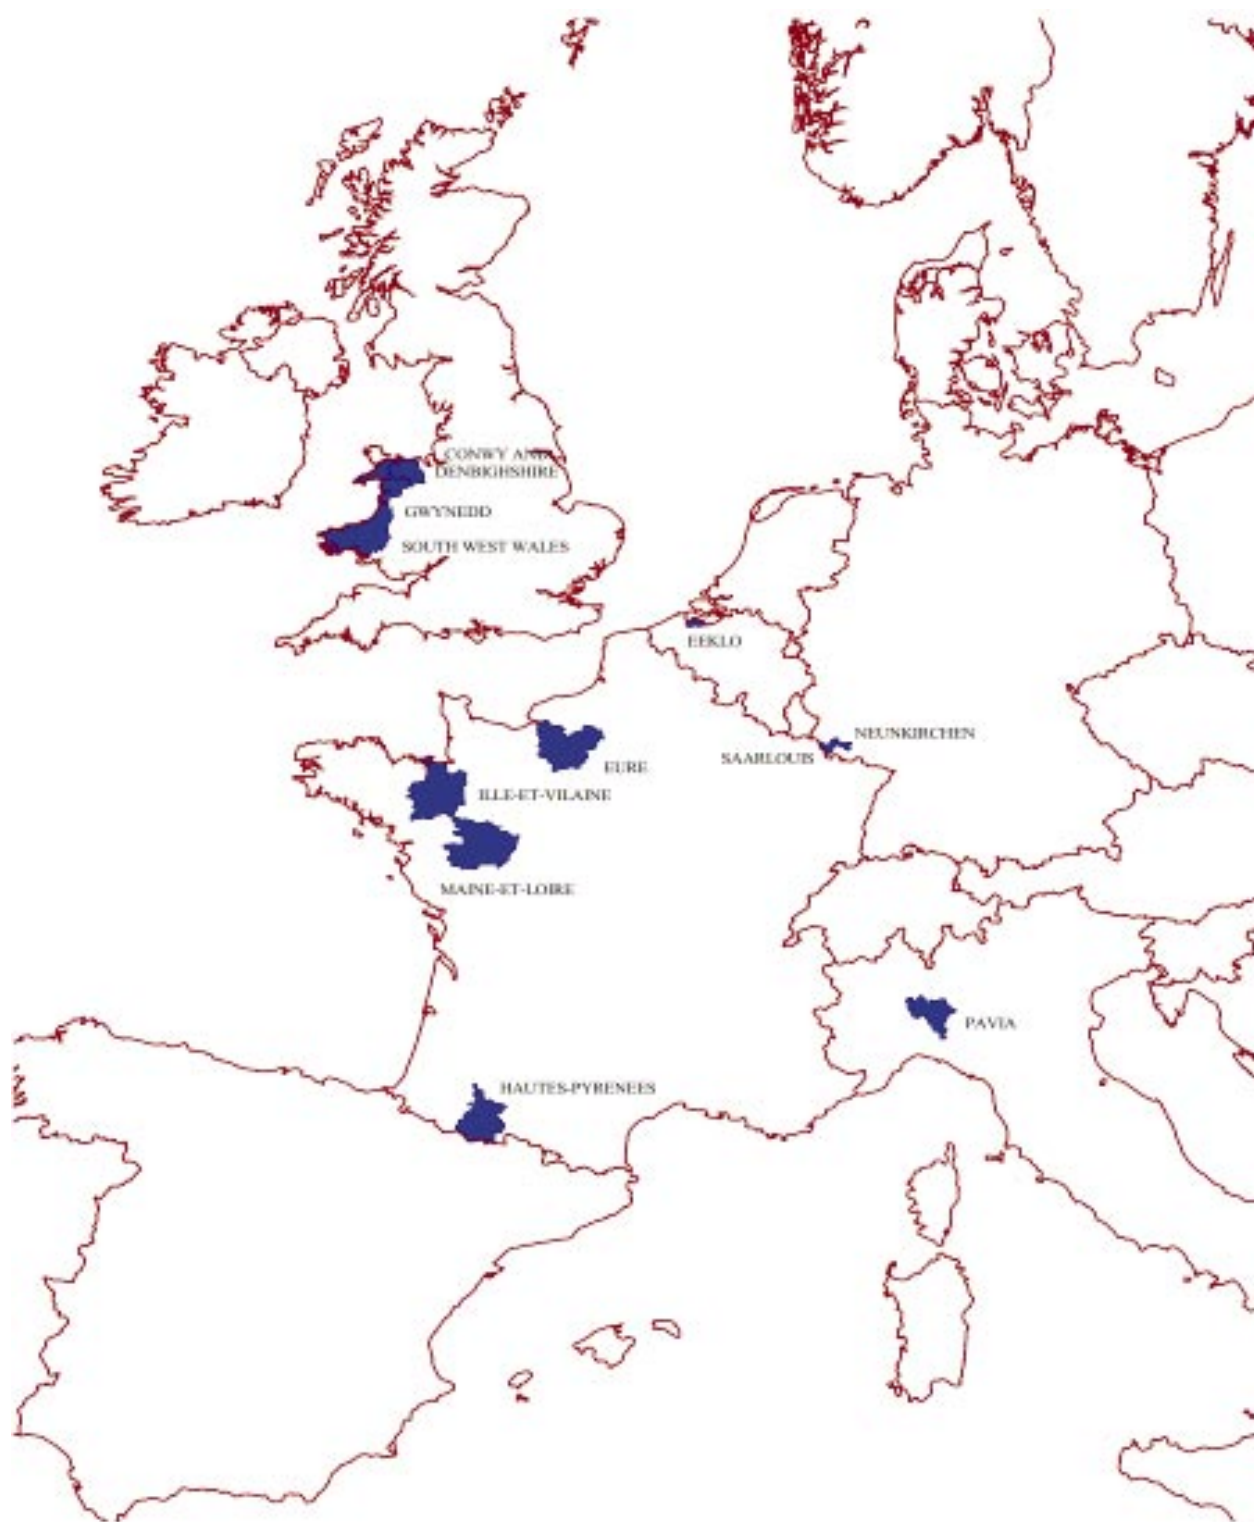 CONWY AND
DENBIGHSHIRE
GWYNEDD
SOUTH WEST WALES
EEKLO
NEUNKIRCHEN
SAARLOUIS
EURE
ILLE-ET-VILAINE
MAINE-ET-LOIRE
PAVIA
HAUTES-PYRENEES